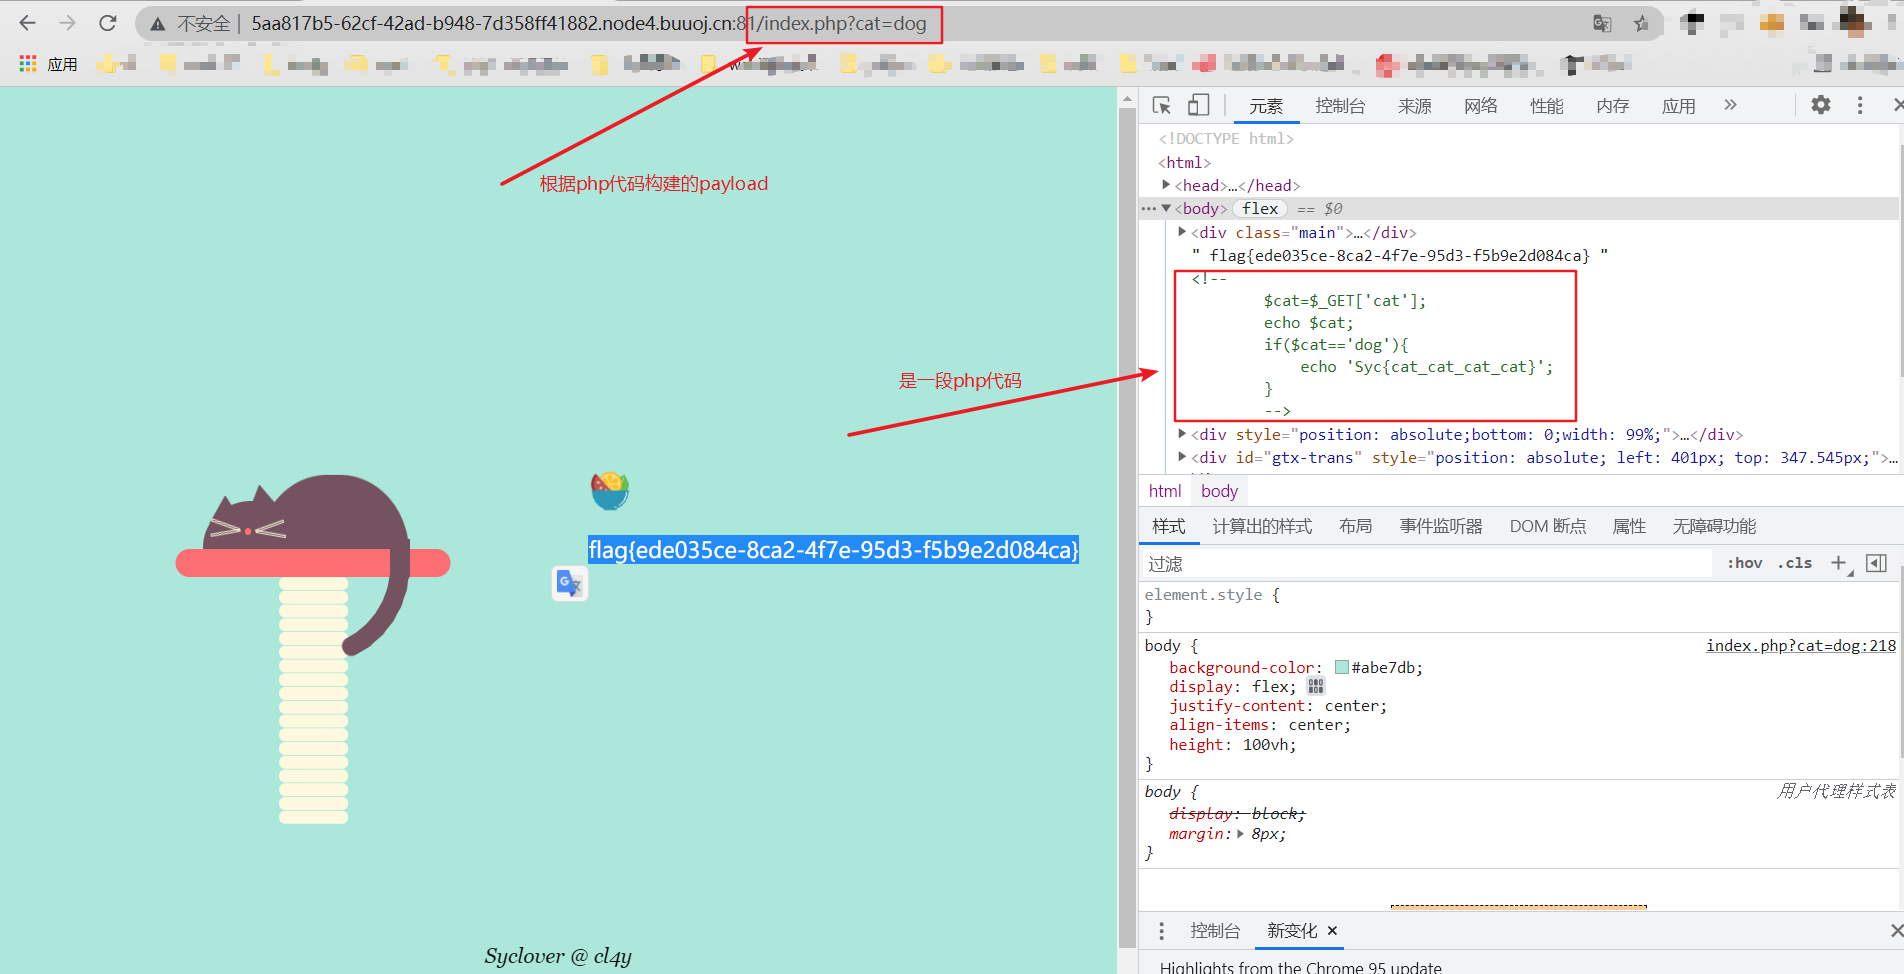 不安全 | 5aa817b5-62cf-42ad-b948-7d358ff41882.node4.buuoj.cn:81/index.php?cat=dog
应用
根据php代码构建的payload
是一段php代码
flag{ede035ce-8ca2-4f7e-95d3-f5b9e2d084ca}
Syclover @ cl4y
元素 控制台 来源 网络 性能 内存 应用 »
<!DOCTYPE html>
<html>
<head>…</head>
<body> flex == $0
<div class="main">…</div>
" flag{ede035ce-8ca2-4f7e-95d3-f5b9e2d084ca} "
<!--
$cat=$_GET['cat'];
echo $cat;
if($cat=='dog'){
echo 'Syc{cat_cat_cat_cat}';
}
-->
<div style="position: absolute;bottom: 0;width: 99%;">…</div>
<div id="gtx-trans" style="position: absolute; left: 401px; top: 347.545px;">…
html body
样式 计算出的样式 布局 事件监听器 DOM 断点 属性 无障碍功能
过滤 :hov .cls +
element.style {
}
body { index.php?cat=dog:218
background-color: #abe7db;
display: flex;
justify-content: center;
align-items: center;
height: 100vh;
}
body { 用户代理样式表
display: block;
margin: 8px;
}
控制台 新变化 ×
Highlights from the Chrome 95 update